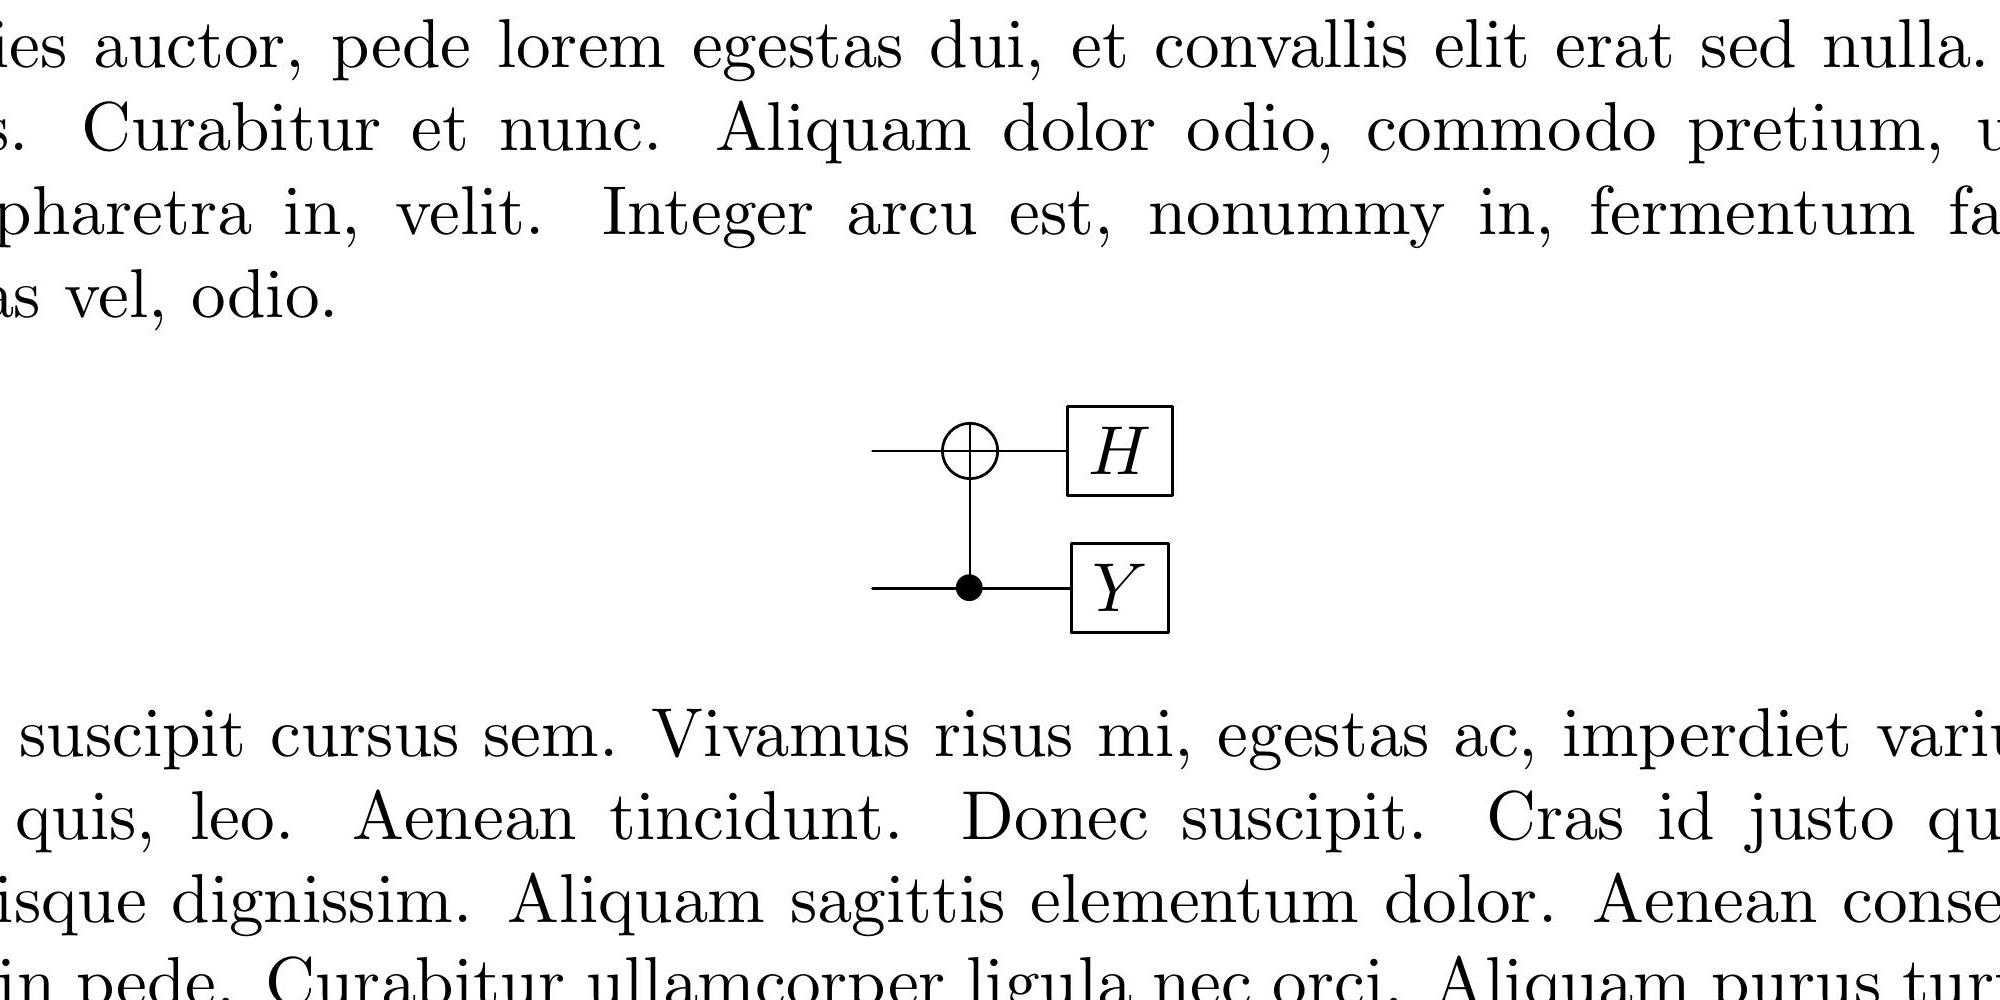 ies auctor, pede lorem egestas dui, et convallis elit erat sed nulla.
s. Curabitur et nunc. Aliquam dolor odio, commodo pretium, u
pharetra in, velit. Integer arcu est, nonummy in, fermentum fa
as vel, odio.
H
Y
suscipit cursus sem. Vivamus risus mi, egestas ac, imperdiet variu
quis, leo. Aenean tincidunt. Donec suscipit. Cras id justo qu
isque dignissim. Aliquam sagittis elementum dolor. Aenean conse
in pede. Curabitur ullamcorper ligula nec orci. Aliquam purus tur